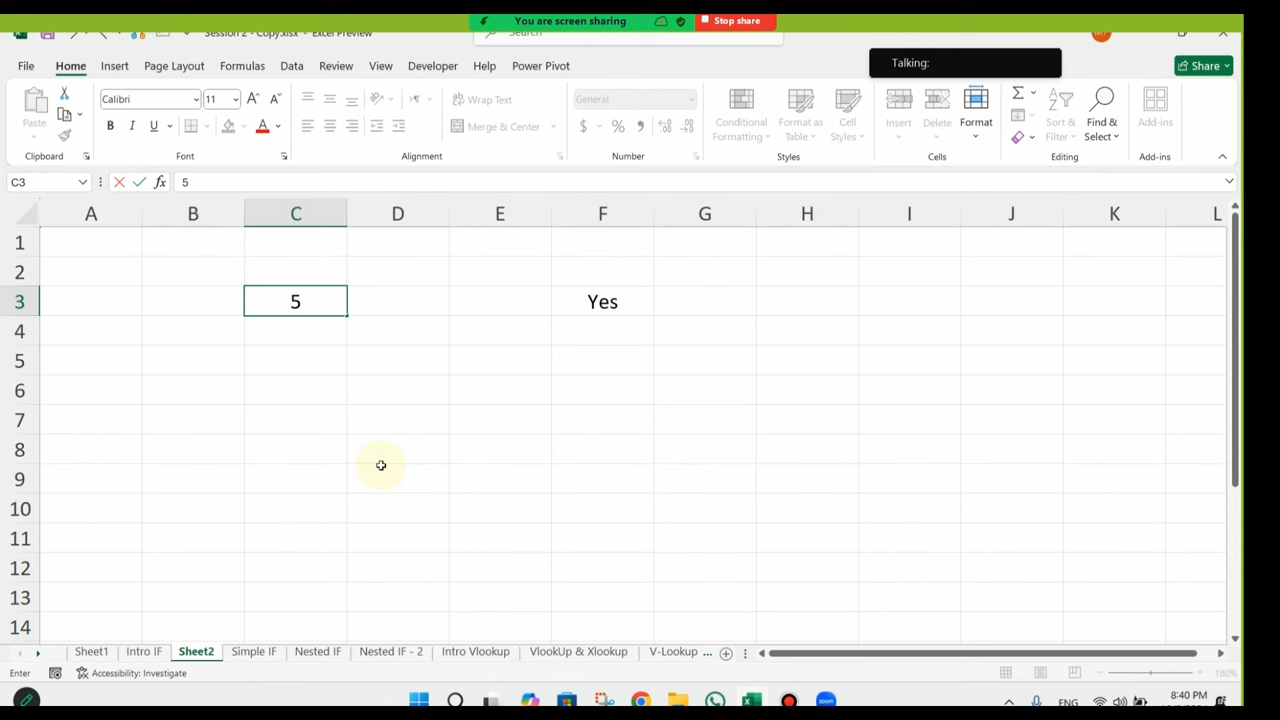 You are screen sharing
Stop share
Session 2 - Copy.xlsx - Excel Preview
Search
File Home Insert Page Layout Formulas Data Review View Developer Help Power Pivot
Talking:
Share
Paste
Calibri 11
Wrap Text
General
Merge & Center
Conditional Formatting
Format as Table
Cell Styles
Insert
Delete
Format
Sort & Filter
Find & Select
Add-ins
B I U
$ % ,
Clipboard Font Alignment Number Styles Cells Editing Add-ins
C3 fx 5
A B C D E F G H I J K L
1
2
3 5 Yes
4
5
6
7
8
9
10
11
12
13
14
Sheet1 Intro IF Sheet2 Simple IF Nested IF Nested IF - 2 Intro Vlookup VlookUp & Xlookup V-Lookup ...
Enter Accessibility: Investigate 180%
zoom
ENG
8:40 PM